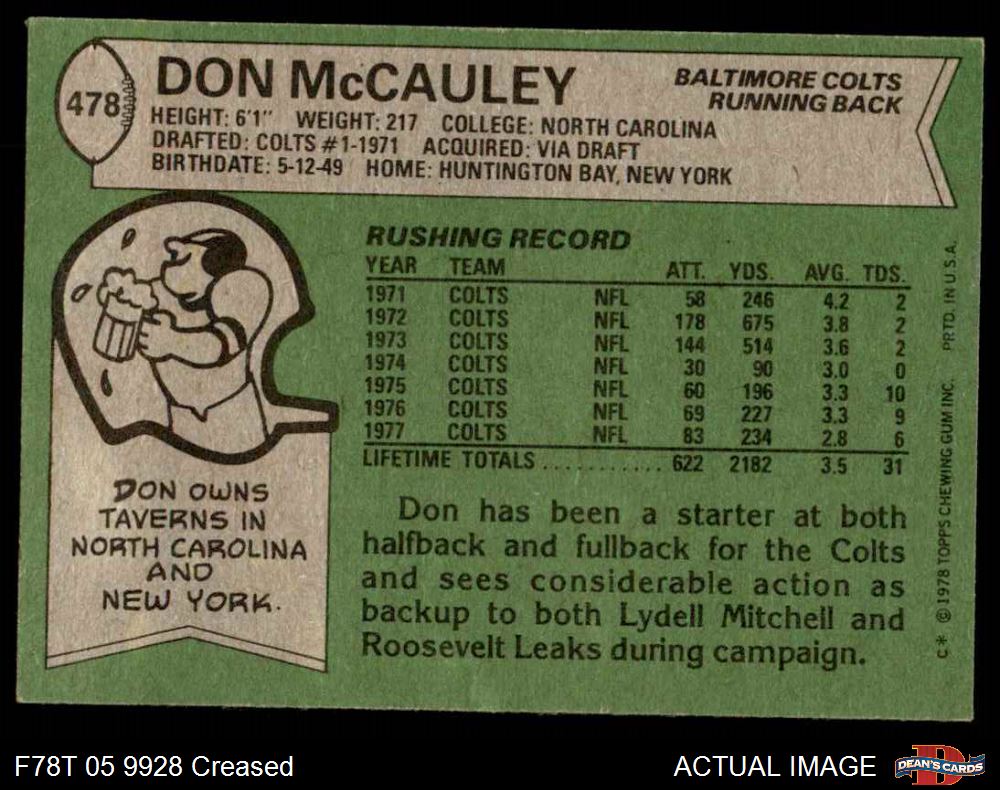 478
DON McCAULEY
BALTIMORE COLTS
RUNNING BACK
HEIGHT: 6'1" WEIGHT: 217 COLLEGE: NORTH CAROLINA
DRAFTED: COLTS #1-1971 ACQUIRED: VIA DRAFT
BIRTHDATE: 5-12-49 HOME: HUNTINGTON BAY, NEW YORK
RUSHING RECORD
YEAR TEAM ATT. YDS. AVG. TDS.
1971 COLTS NFL 58 246 4.2 2
1972 COLTS NFL 178 675 3.8 2
1973 COLTS NFL 144 514 3.6 2
1974 COLTS NFL 30 90 3.0 0
1975 COLTS NFL 60 196 3.3 10
1976 COLTS NFL 69 227 3.3 9
1977 COLTS NFL 83 234 2.8 6
LIFETIME TOTALS ............ 622 2182 3.5 31
DON OWNS
TAVERNS IN
NORTH CAROLINA
AND
NEW YORK.
Don has been a starter at both
halfback and fullback for the Colts
and sees considerable action as
backup to both Lydell Mitchell and
Roosevelt Leaks during campaign.
C* © 1978 TOPPS CHEWING GUM INC. PRTD. IN U.S.A.
F78T 05 9928 Creased
ACTUAL IMAGE
D
DEAN'S CARDS